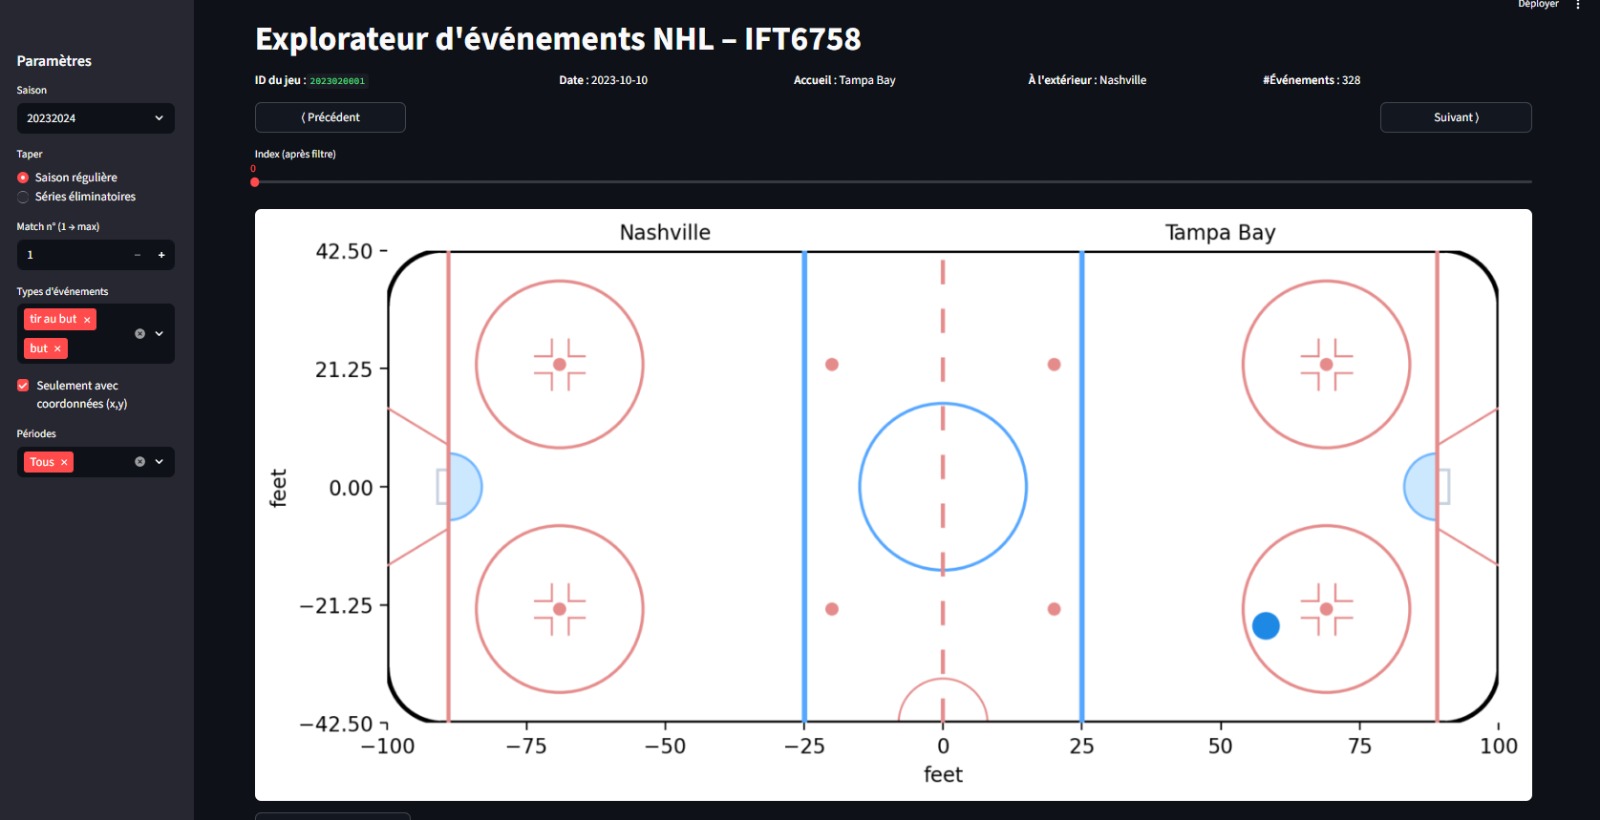 Déployer
Paramètres
Saison
20232024
Taper
Saison régulière
Séries éliminatoires
Match n° (1 → max)
1
Types d'événements
tir au but ×
but ×
Seulement avec
coordonnées (x,y)
Périodes
Tous ×
Explorateur d'événements NHL – IFT6758
ID du jeu : 2023020001 Date : 2023-10-10 Accueil : Tampa Bay À l'extérieur : Nashville #Événements : 328
⟨ Précédent Suivant ⟩
Index (après filtre)
0
Nashville Tampa Bay
42.50
21.25
0.00
−21.25
−42.50
feet
−100 −75 −50 −25 0 25 50 75 100
feet